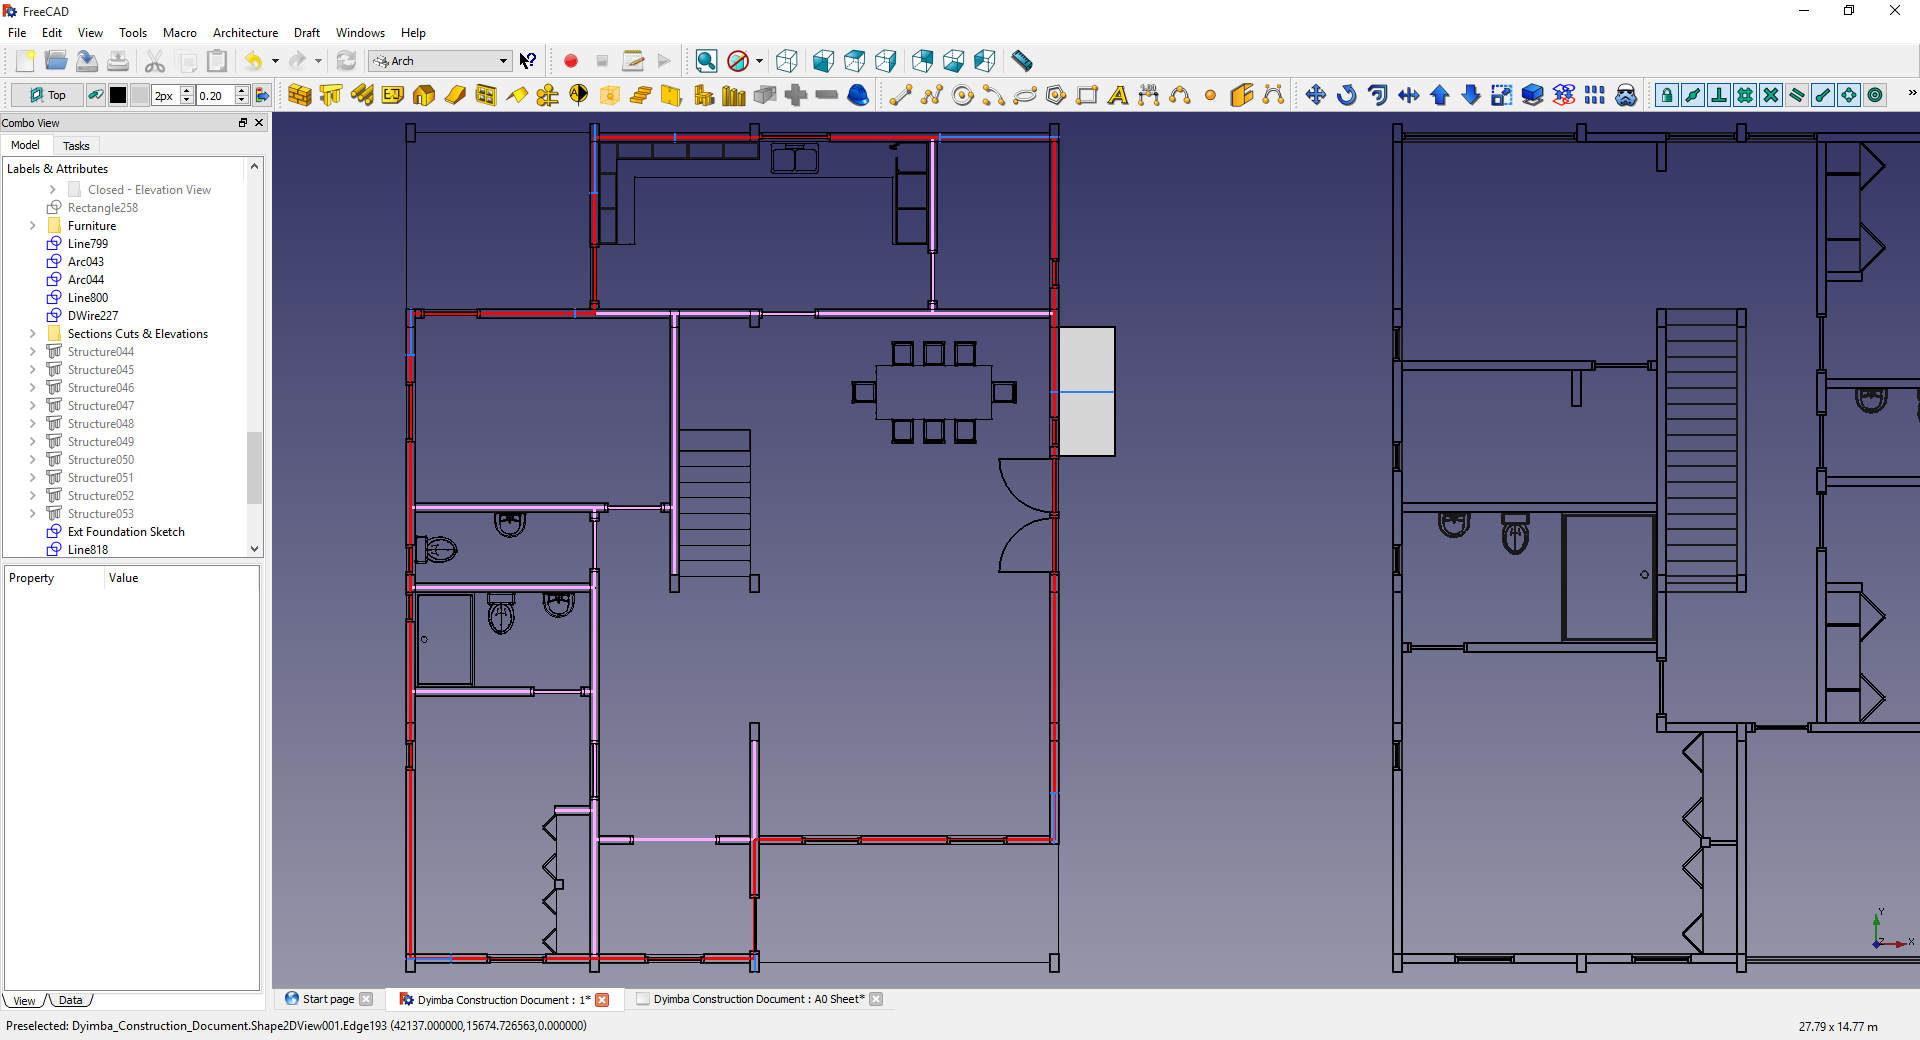 FreeCAD
File Edit View Tools Macro Architecture Draft Windows Help
Arch
Top 2px 0.20
Combo View
Model Tasks
Labels & Attributes
Closed - Elevation View
Rectangle258
Furniture
Line799
Arc043
Arc044
Line800
DWire227
Sections Cuts & Elevations
Structure044
Structure045
Structure046
Structure047
Structure048
Structure049
Structure050
Structure051
Structure052
Structure053
Ext Foundation Sketch
Line818
Property Value
Y
Z X
View Data
Start page Dyimba Construction Document : 1* Dyimba Construction Document : A0 Sheet*
Preselected: Dyimba_Construction_Document.Shape2DView001.Edge193 (42137.000000,15674.726563,0.000000)
27.79 x 14.77 m